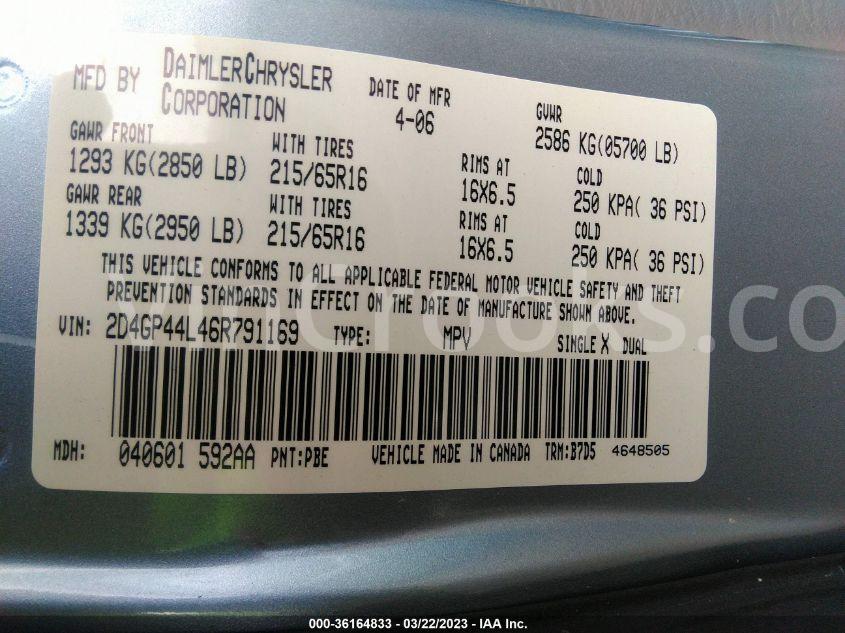 MFD BY DAIMLERCHRYSLER CORPORATION DATE OF MFR 4-06 GVWR 2586 KG(05700 LB)
GAWR FRONT WITH TIRES RIMS AT COLD
1293 KG(2850 LB) 215/65R16 16X6.5 250 KPA( 36 PSI)
GAWR REAR WITH TIRES RIMS AT COLD
1339 KG(2950 LB) 215/65R16 16X6.5 250 KPA( 36 PSI)
THIS VEHICLE CONFORMS TO ALL APPLICABLE FEDERAL MOTOR VEHICLE SAFETY AND THEFT
PREVENTION STANDARDS IN EFFECT ON THE DATE OF MANUFACTURE SHOWN ABOVE.
VIN: 2D4GP44L46R791169 TYPE: MPV SINGLE X DUAL
MDH: 040601 592AA PNT:PBE VEHICLE MADE IN CANADA TRM:B7D5 4648505
000-36164833 - 03/22/2023 - IAA Inc.